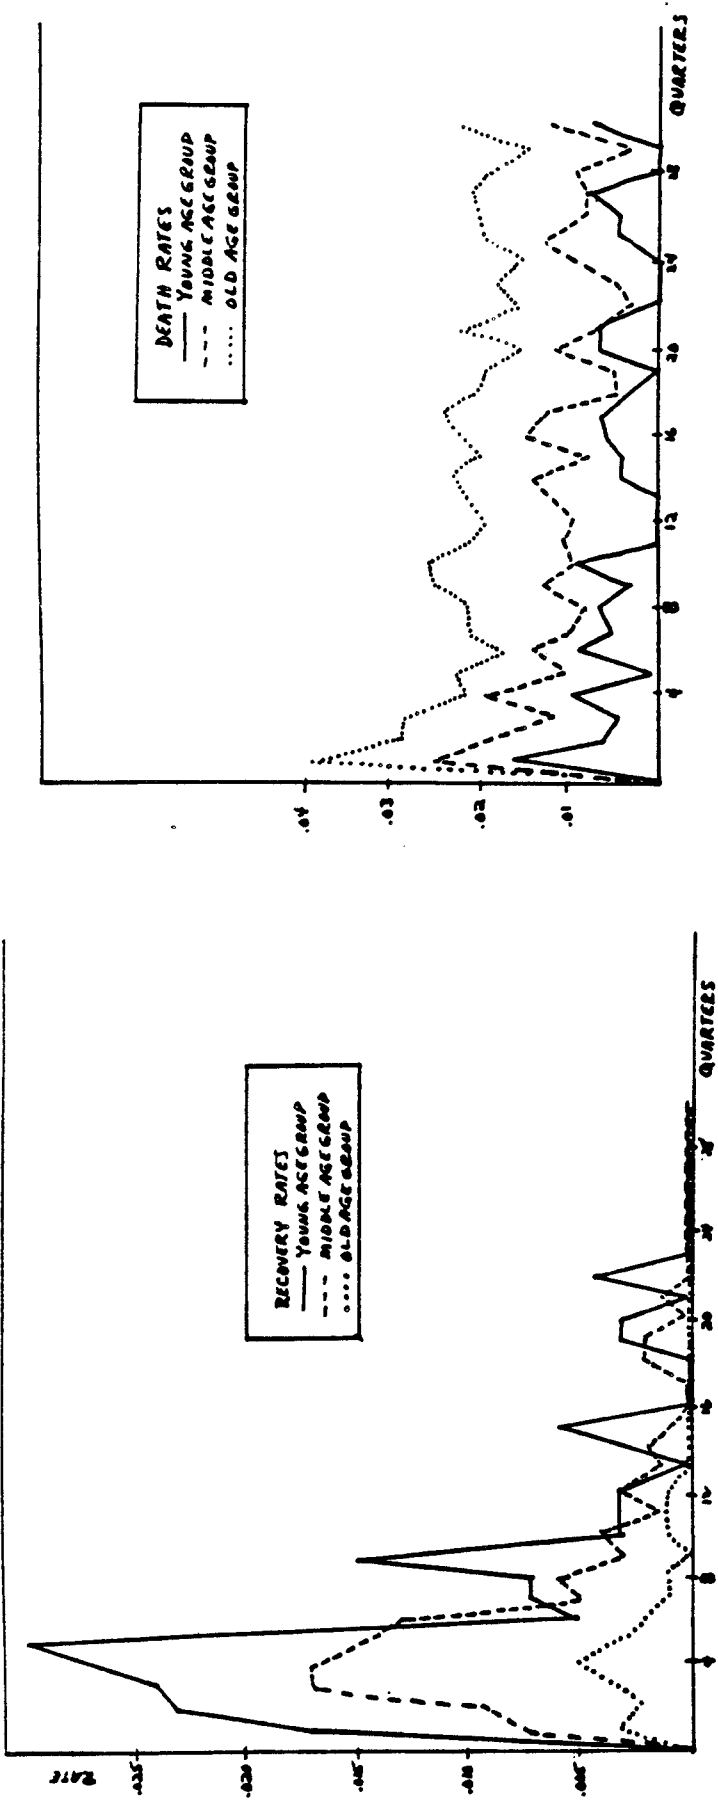 RATE
.025
.020
.015
.010
.005
RECOVERY RATES
YOUNG AGE GROUP
MIDDLE AGE GROUP
OLD AGE GROUP
4
8
12
16
20
24
28
QUARTERS
.04
.03
.02
.01
DEATH RATES
YOUNG AGE GROUP
MIDDLE AGE GROUP
OLD AGE GROUP
4
8
12
16
20
24
28
QUARTERS